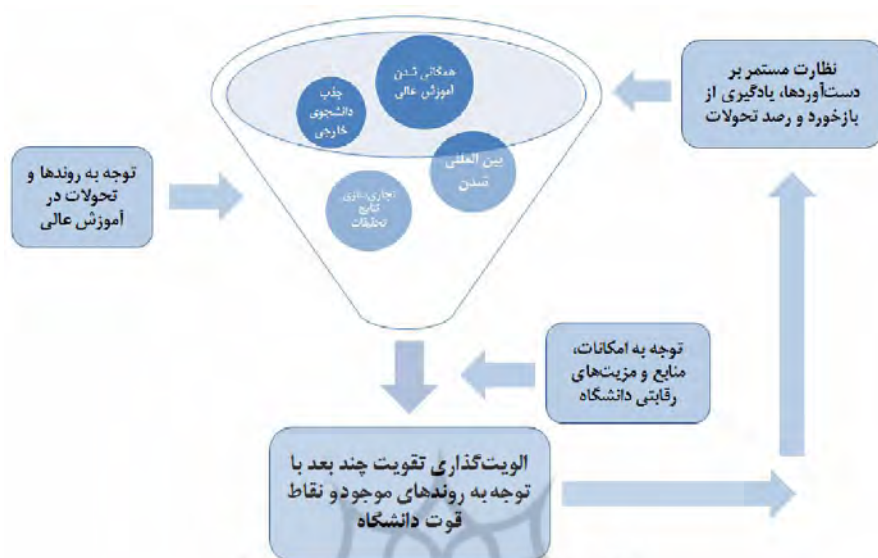 همگانی شدن
آموزش عالی
جذب
دانشجوی
خارجی
بین المللی
شدن
تجاری‌سازی
نتایج
تحقیقات
نظارت مستمر بر
دست‌آوردها، یادگیری از
بازخورد و رصد تحولات
توجه به روندها و
تحولات در
آموزش عالی
توجه به امکانات،
منابع و مزیت‌های
رقابتی دانشگاه
الویت‌گذاری تقویت چند بعد با
توجه به روندهای موجود و نقاط
قوت دانشگاه